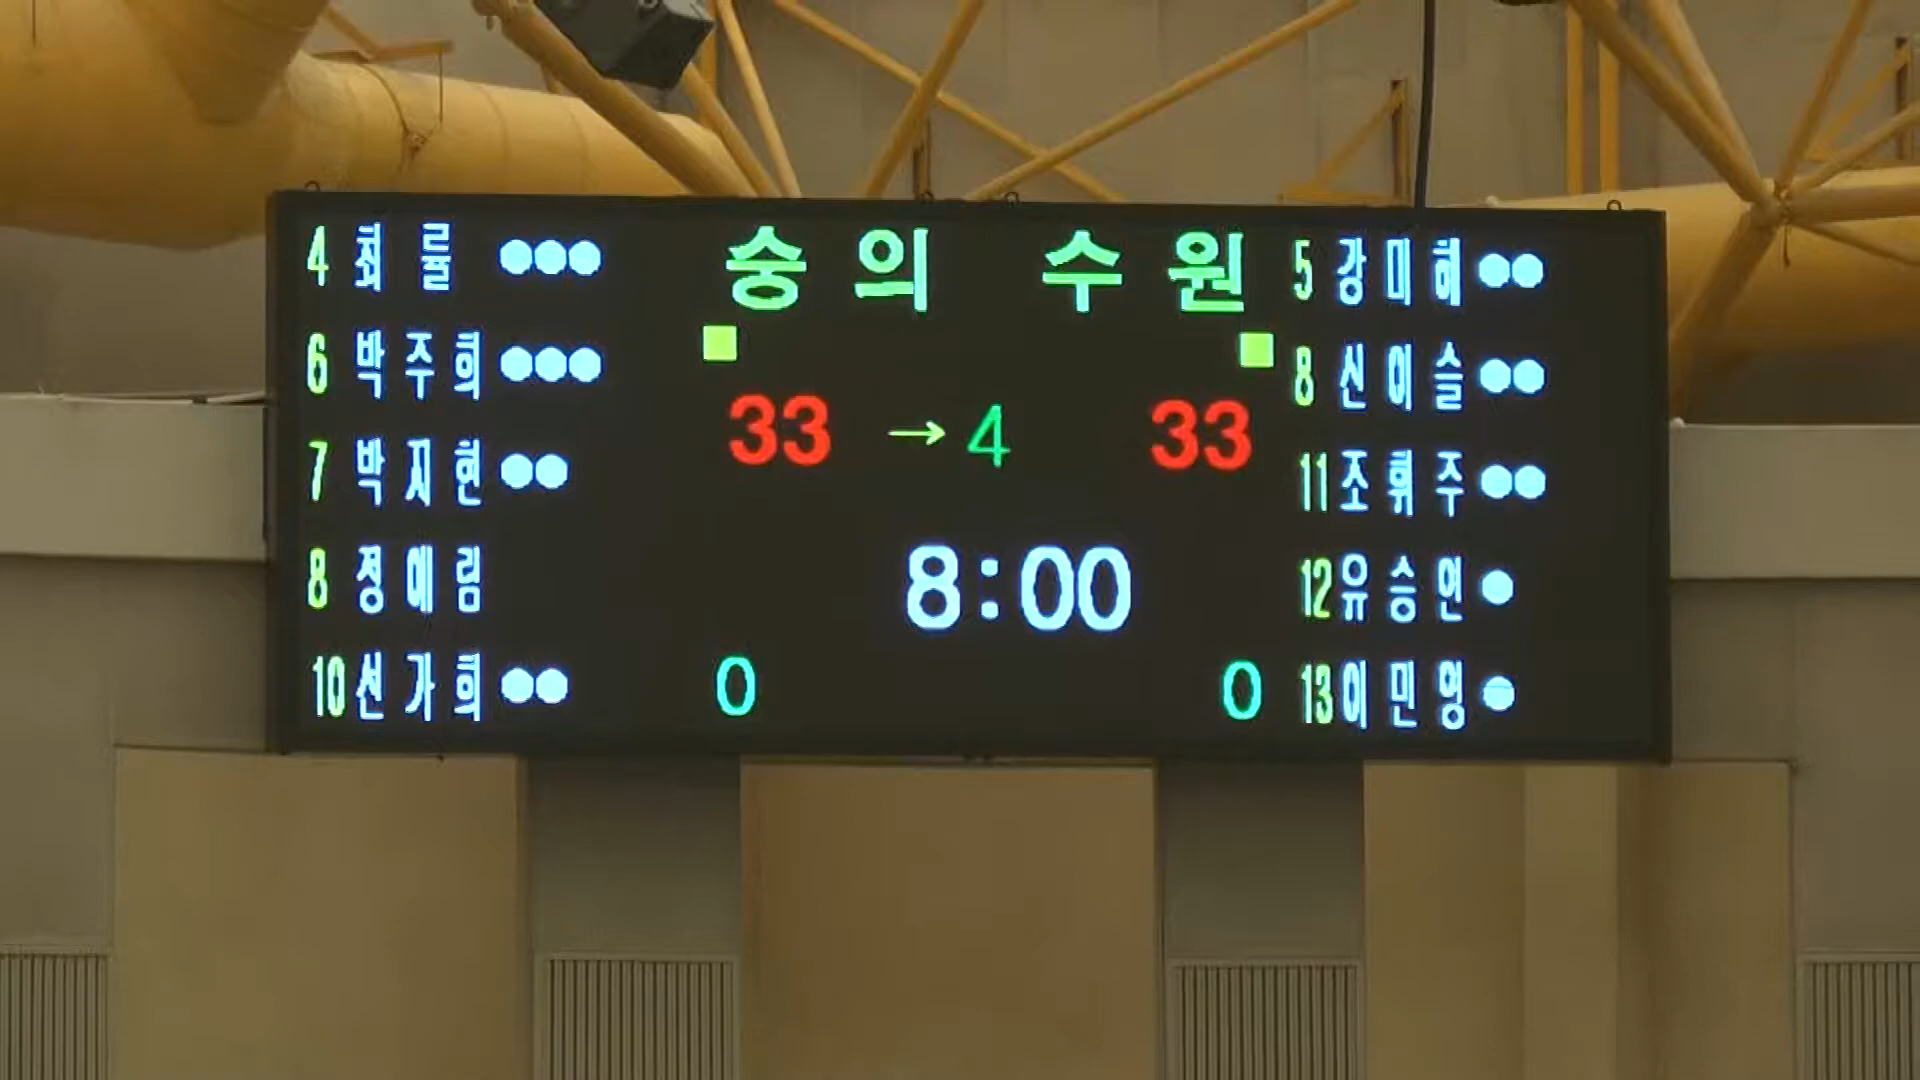 숭의 수원
33 → 4 33
8:00
0 0
4 최 률
6 박주희
7 박지현
8 정예림
10 선가희
5 강미혜
8 신이슬
11 조휘주
12 유승연
13 이민영